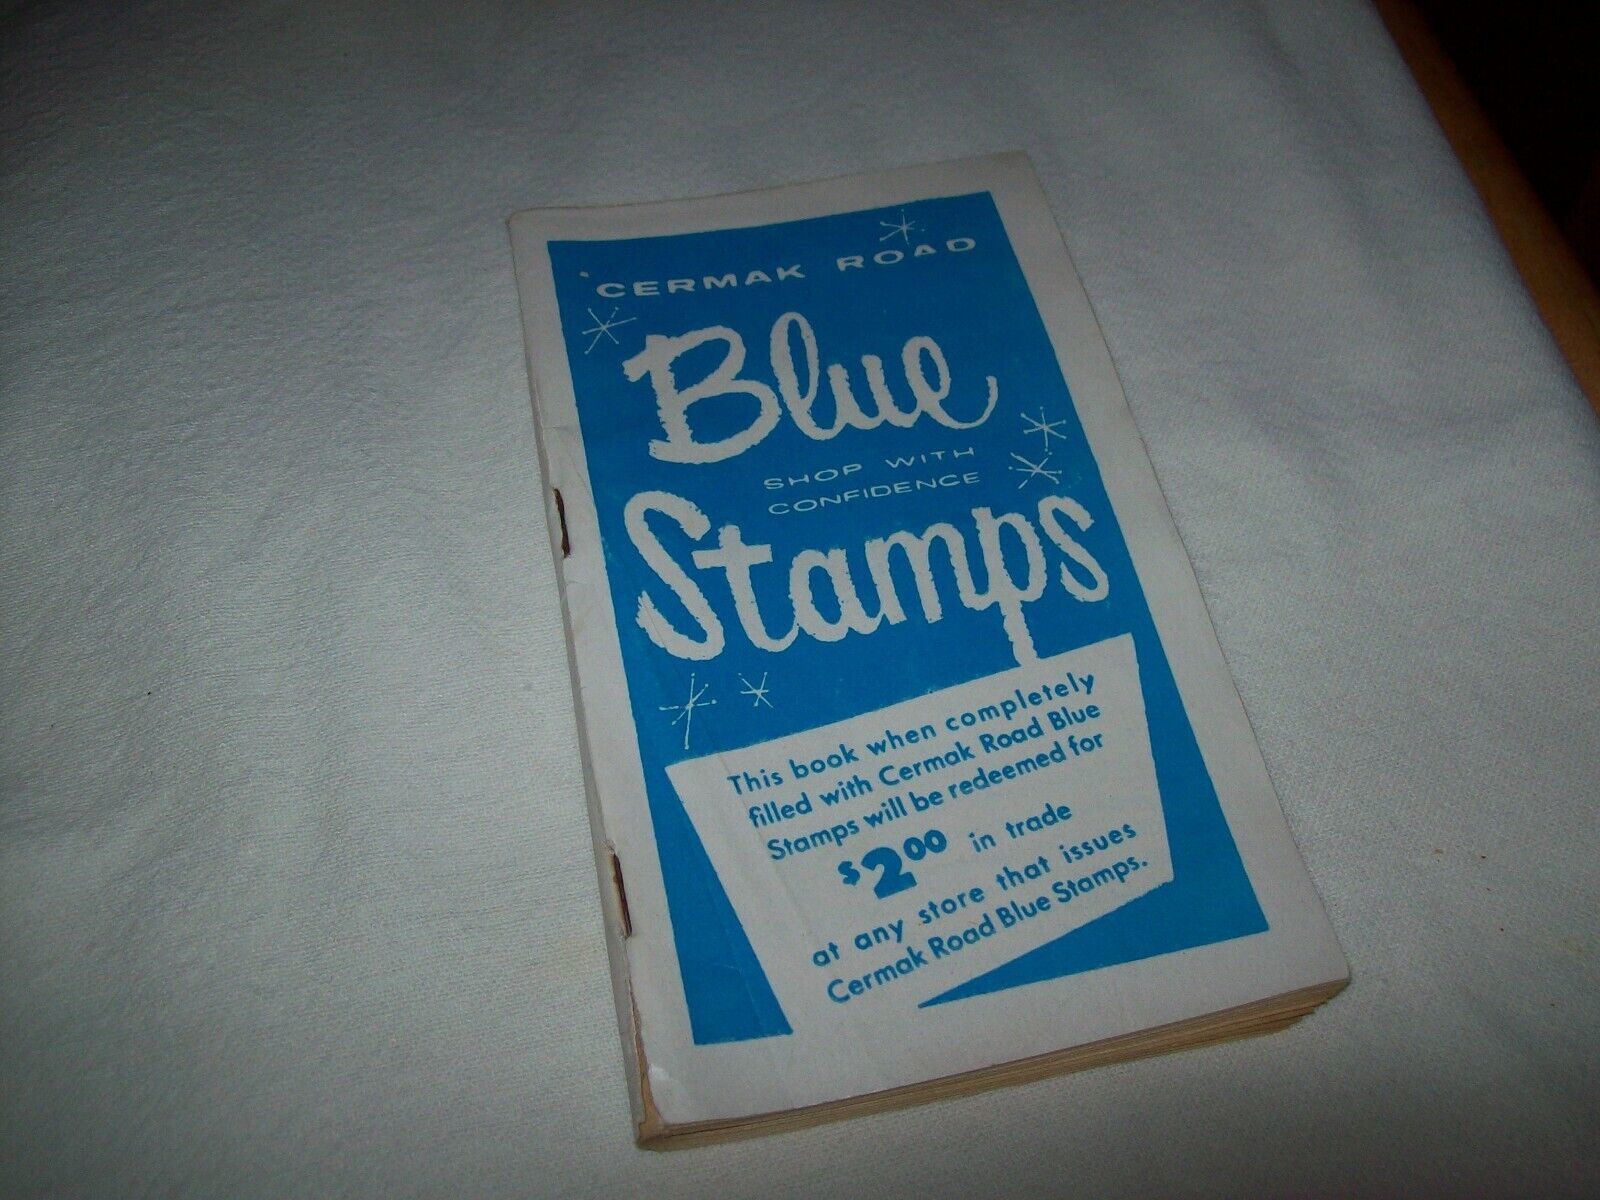 CERMAK ROAD
Blue
SHOP WITH
CONFIDENCE
Stamps
This book when completely
filled with Cermak Road Blue
Stamps will be redeemed for
$2.00 in trade
at any store that issues
Cermak Road Blue Stamps.